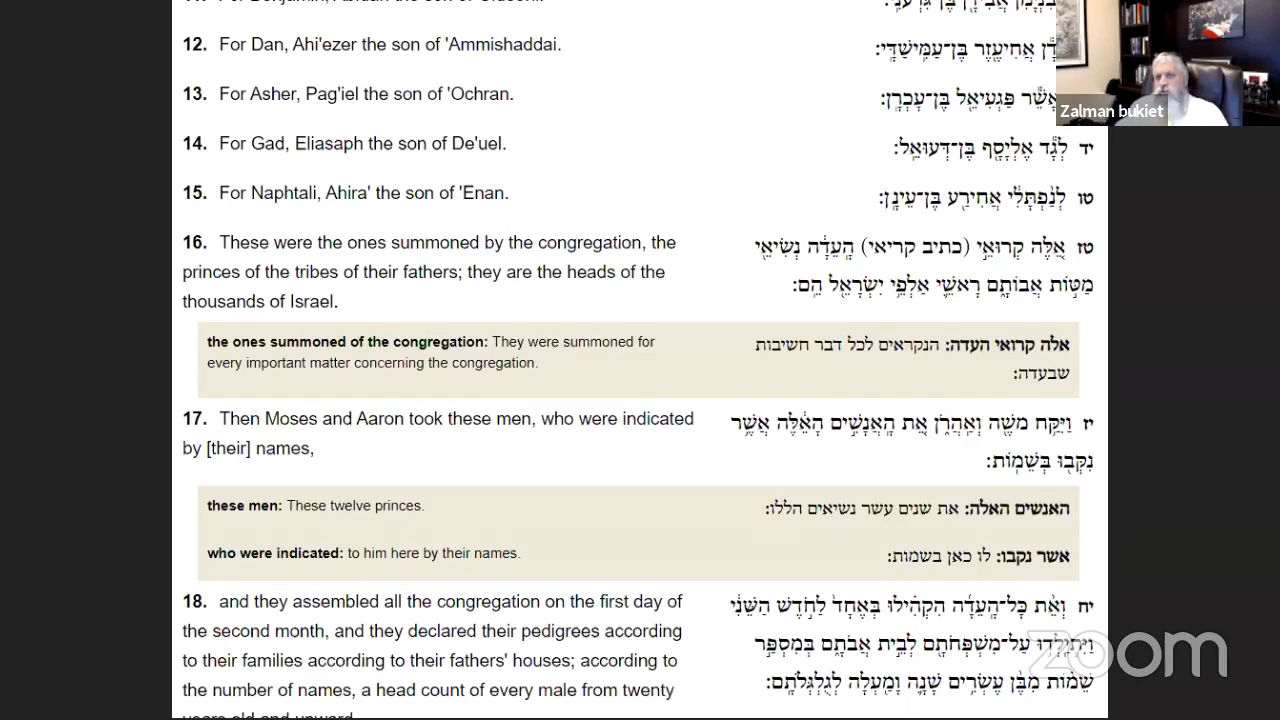 12. For Dan, Ahi'ezer the son of 'Ammishaddai.
דָ֕ן אֲחִיעֶ֖זֶר בֶּן־עַמִּֽישַׁדָּֽי:
13. For Asher, Pag'iel the son of 'Ochran.
אָשֵׁ֕ר פַּגְעִיאֵ֖ל בֶּן־עָכְרָֽן:
Zalman bukiet
14. For Gad, Eliasaph the son of De'uel.
יד לְגָ֕ד אֶלְיָסָ֖ף בֶּן־דְּעוּאֵֽל:
15. For Naphtali, Ahira' the son of 'Enan.
טו לְנַ֨פְתָּלִ֔י אֲחִירַ֖ע בֶּן־עֵינָֽן:
16. These were the ones summoned by the congregation, the
princes of the tribes of their fathers; they are the heads of the
thousands of Israel.
טז אֵ֚לֶּה קְרוּאֵ֣י (כתיב קריאי) הָֽעֵדָ֔ה נְשִׂיאֵ֖י
מַטּ֣וֹת אֲבוֹתָ֑ם רָאשֵׁ֛י אַלְפֵ֥י יִשְׂרָאֵ֖ל הֵֽם:
the ones summoned of the congregation: They were summoned for
every important matter concerning the congregation.
אלה קרואי העדה: הנקראים לכל דבר חשיבות
שבעדה:
17. Then Moses and Aaron took these men, who were indicated
by [their] names,
יז וַיִּקַּ֥ח משֶׁ֖ה וְאַֽהֲרֹ֑ן אֵ֚ת הָֽאֲנָשִׁ֣ים הָאֵ֔לֶּה אֲשֶׁ֥ר
נִקְּב֖וּ בְּשֵׁמֽוֹת:
these men: These twelve princes.
האנשים האלה: את שנים עשר נשיאים הללו:
who were indicated: to him here by their names.
אשר נקבו: לו כאן בשמות:
18. and they assembled all the congregation on the first day of
the second month, and they declared their pedigrees according
to their families according to their fathers' houses; according to
the number of names, a head count of every male from twenty
years old and upward
יח וְאֵ֨ת כָּל־הָֽעֵדָ֜ה הִקְהִ֗ילוּ בְּאֶחָד֙ לַחֹ֣דֶשׁ הַשֵּׁנִ֔י
וַיִּתְיַֽלְד֥וּ עַל־מִשְׁפְּחֹתָ֖ם לְבֵ֣ית אֲבֹתָ֑ם בְּמִסְפַּ֣ר
שֵׁמ֗וֹת מִבֶּ֨ן עֶשְׂרִ֥ים שָׁנָ֛ה וָמַ֖עְלָה לְגֻלְגְּלֹתָֽם:
zoom